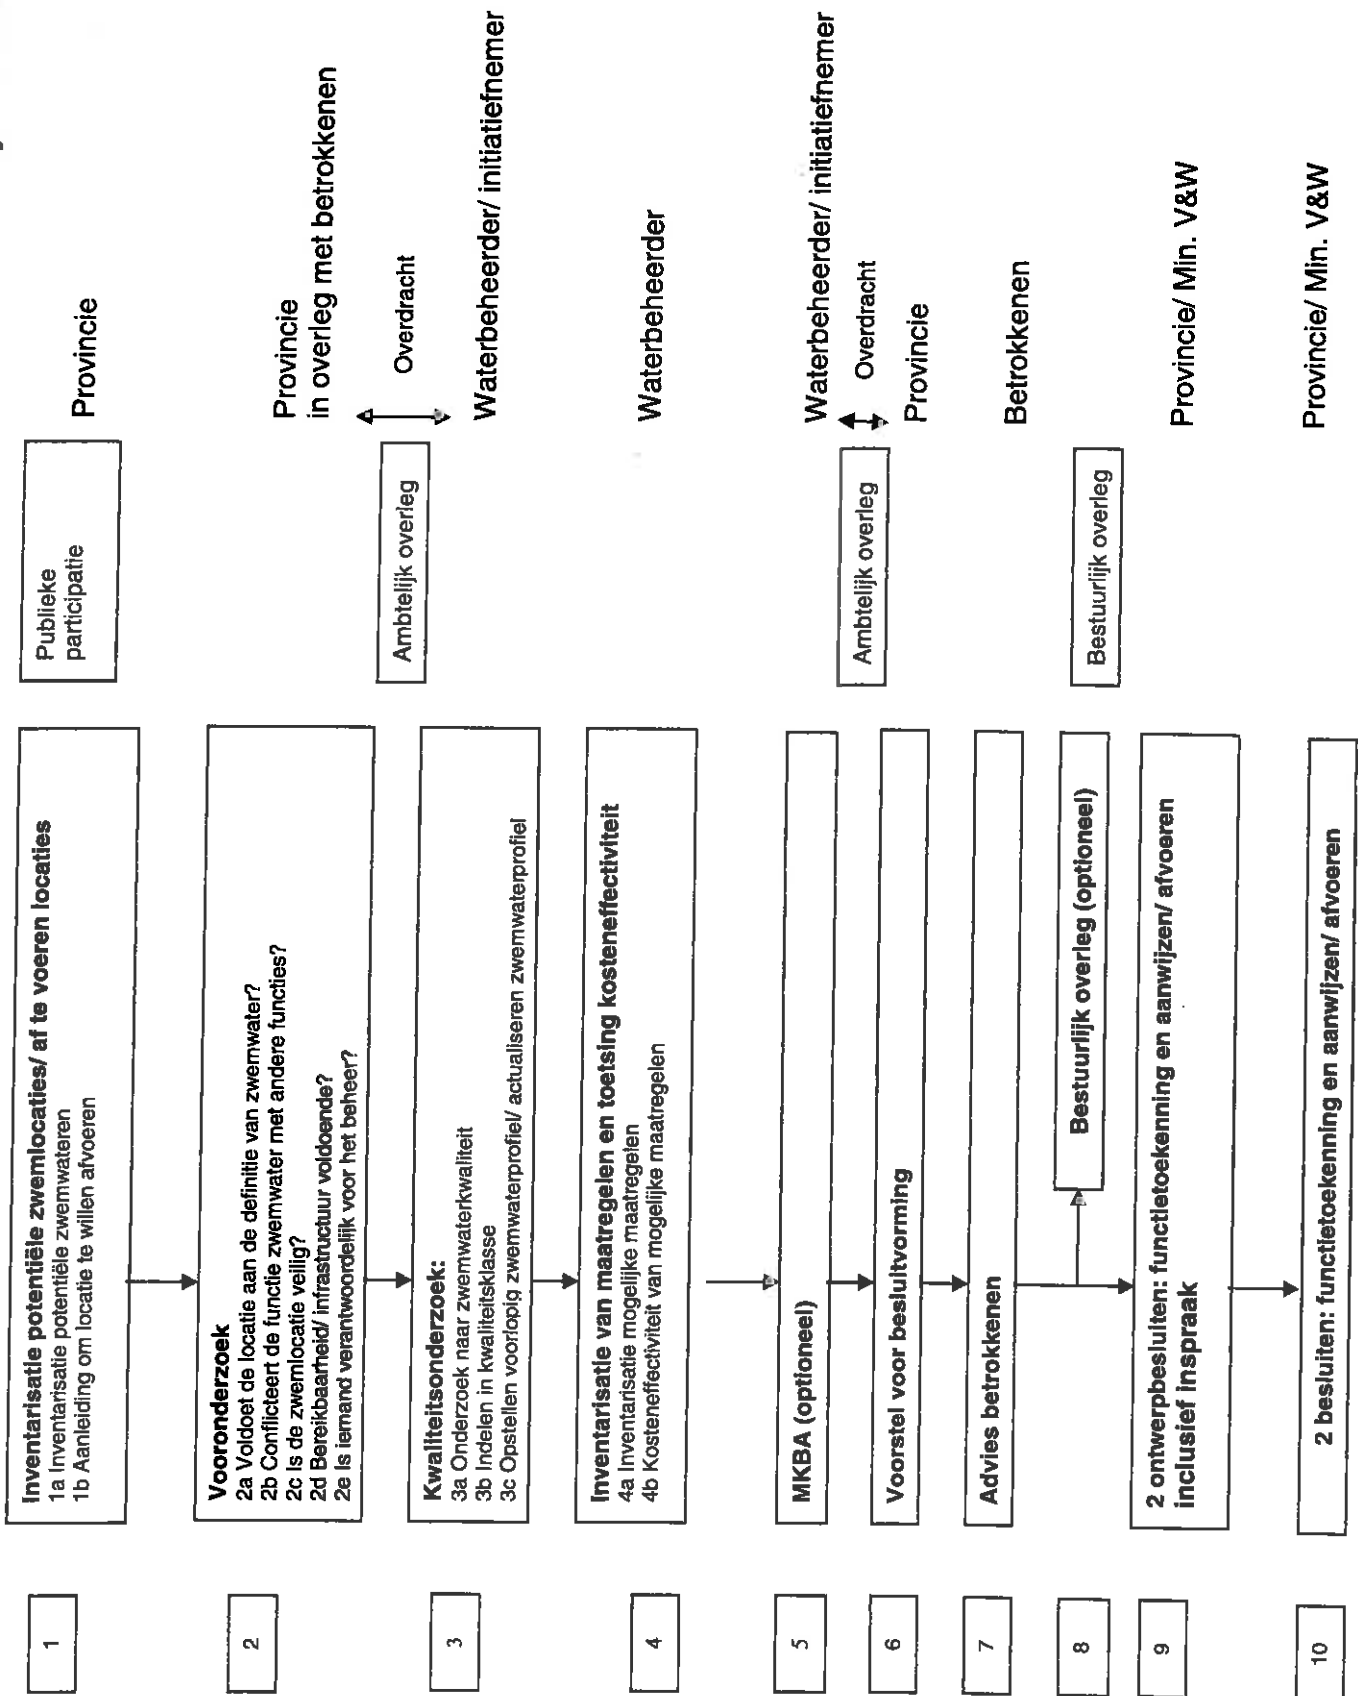 1
Inventarisatie potentiële zwemlocaties/ af te voeren locaties
1a Inventarisatie potentiële zwemwateren
1b Aanleiding om locatie te willen afvoeren
Publieke
participatie
Provincie
2
Vooronderzoek
2a Voldoet de locatie aan de definitie van zwemwater?
2b Conflicteert de functie zwemwater met andere functies?
2c Is de zwemlocatie veilig?
2d Bereikbaarheid/ infrastructuur voldoende?
2e Is iemand verantwoordelijk voor het beheer?
Provincie
in overleg met betrokkenen
Ambtelijk overleg
Overdracht
3
Kwaliteitsonderzoek:
3a Onderzoek naar zwemwaterkwaliteit
3b Indelen in kwaliteitsklasse
3c Opstellen voorlopig zwemwaterprofiel/ actualiseren zwemwaterprofiel
Waterbeheerder/ initiatiefnemer
4
Inventarisatie van maatregelen en toetsing kosteneffectiviteit
4a Inventarisatie mogelijke maatregelen
4b Kosteneffectiviteit van mogelijke maatregelen
Waterbeheerder
5
MKBA (optioneel)
Waterbeheerder/ initiatiefnemer
Ambtelijk overleg
Overdracht
6
Voorstel voor besluitvorming
Provincie
7
Advies betrokkenen
Betrokkenen
8
Bestuurlijk overleg (optioneel)
Bestuurlijk overleg
9
2 ontwerpbesluiten: functietoekenning en aanwijzen/ afvoeren
inclusief inspraak
Provincie/ Min. V&W
10
2 besluiten: functietoekenning en aanwijzen/ afvoeren
Provincie/ Min. V&W